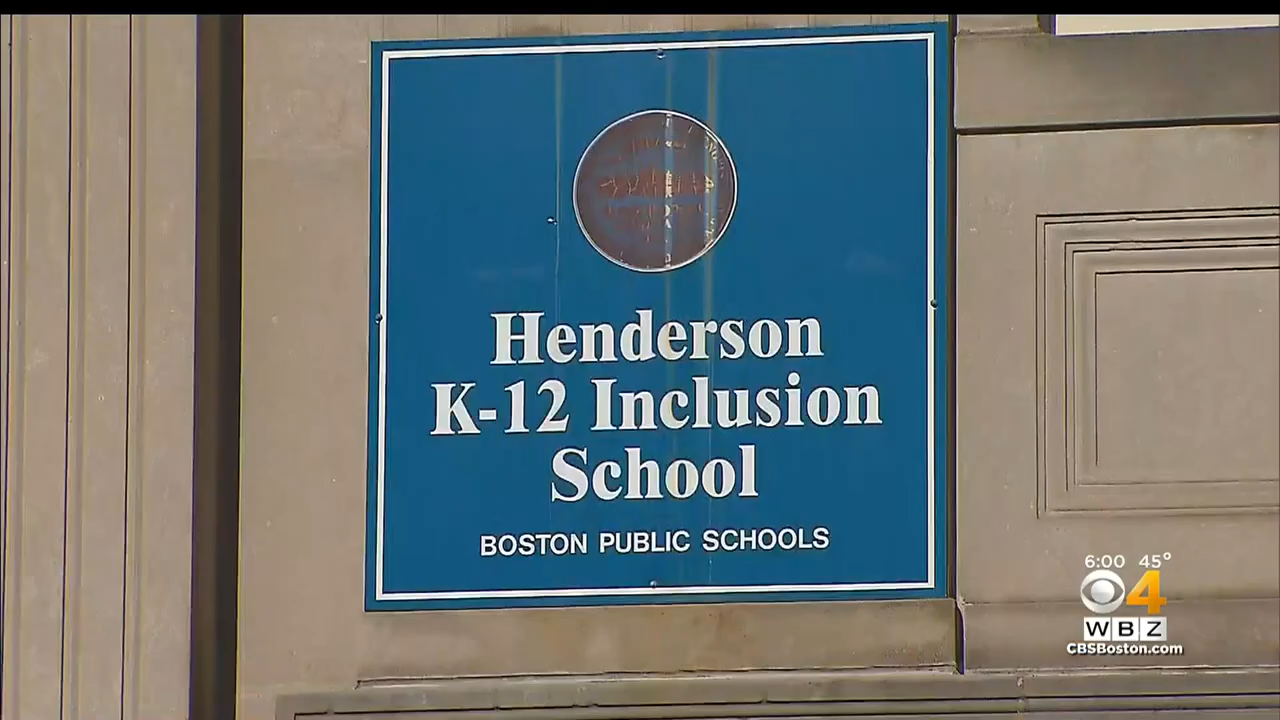 Henderson
K-12 Inclusion
School
BOSTON PUBLIC SCHOOLS
6:00 45°
4
WBZ
CBSBoston.com